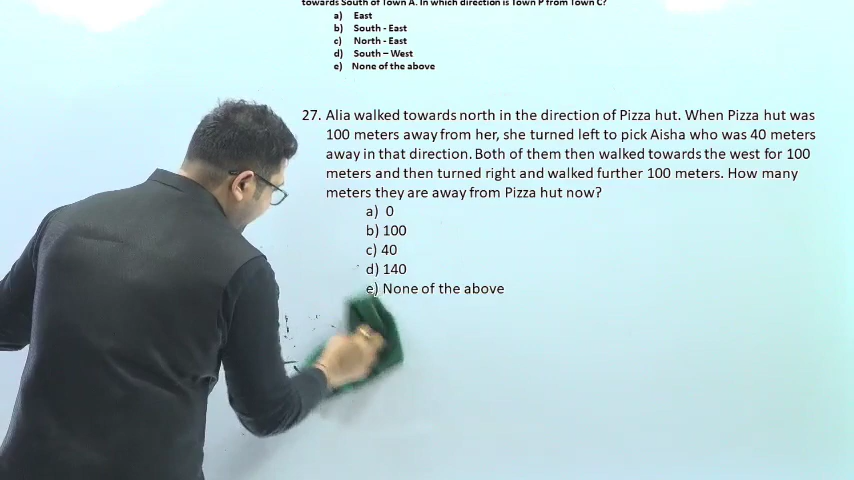 towards South of Town A. In which direction is Town P from Town C?
a) East
b) South - East
c) North - East
d) South – West
e) None of the above
27. Alia walked towards north in the direction of Pizza hut. When Pizza hut was
100 meters away from her, she turned left to pick Aisha who was 40 meters
away in that direction. Both of them then walked towards the west for 100
meters and then turned right and walked further 100 meters. How many
meters they are away from Pizza hut now?
a) 0
b) 100
c) 40
d) 140
e) None of the above